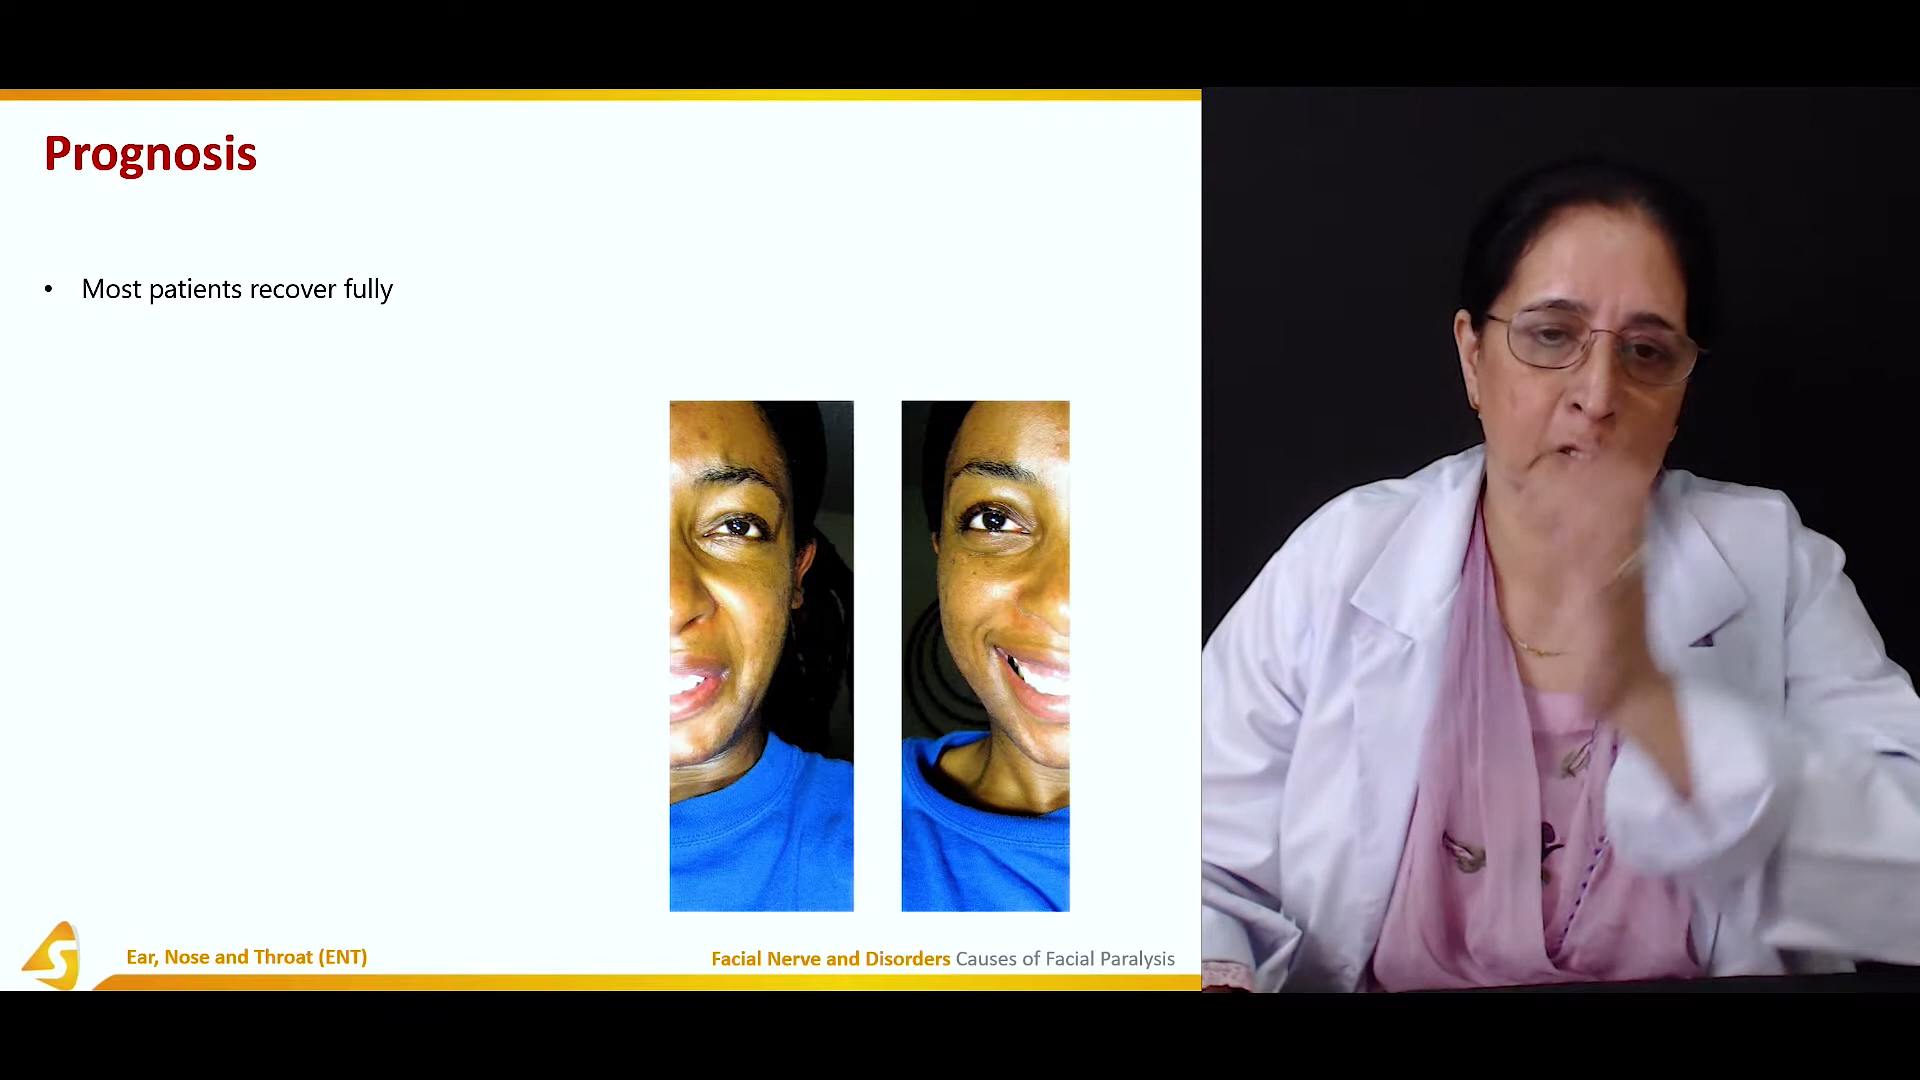 Prognosis
• Most patients recover fully
Ear, Nose and Throat (ENT)
Facial Nerve and Disorders Causes of Facial Paralysis